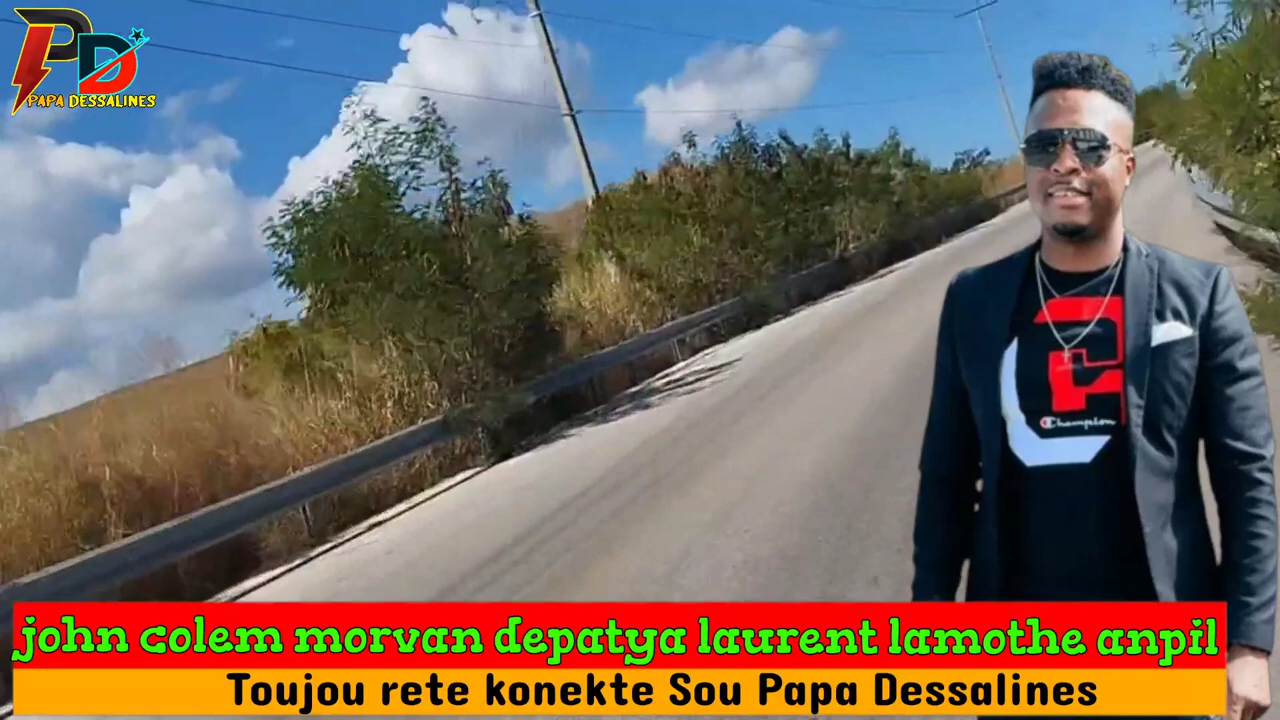 PD
PAPA DESSALINES
Champion
john colem morvan depatya laurent lamothe anpil
Toujou rete konekte Sou Papa Dessalines